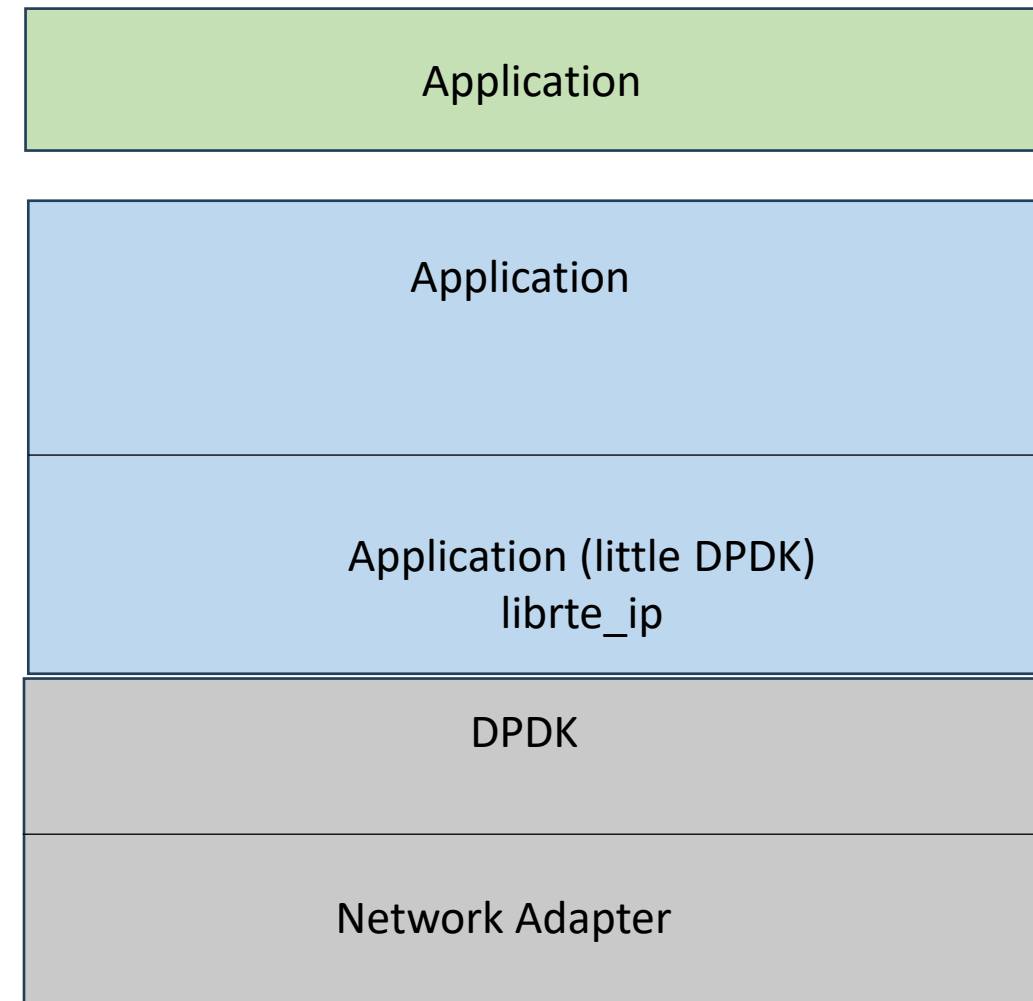 Application
Application
Application (little DPDK)
librte_ip
DPDK
Network Adapter